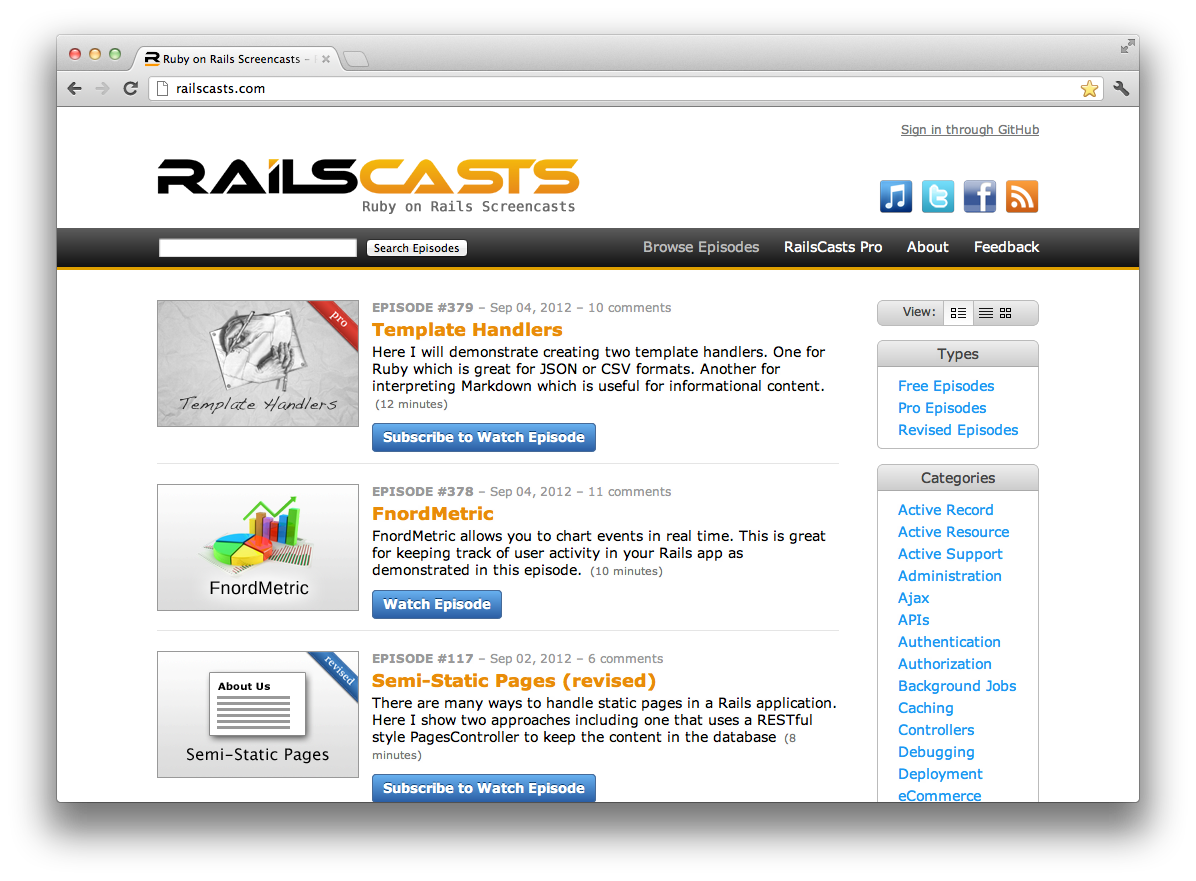 Ruby on Rails Screencasts –
railscasts.com
Sign in through GitHub
RAILSCASTS
Ruby on Rails Screencasts
Search Episodes
Browse Episodes RailsCasts Pro About Feedback
pro
Template Handlers
EPISODE #379 – Sep 04, 2012 – 10 comments
Template Handlers
Here I will demonstrate creating two template handlers. One for
Ruby which is great for JSON or CSV formats. Another for
interpreting Markdown which is useful for informational content.
(12 minutes)
Subscribe to Watch Episode
FnordMetric
EPISODE #378 – Sep 04, 2012 – 11 comments
FnordMetric
FnordMetric allows you to chart events in real time. This is great
for keeping track of user activity in your Rails app as
demonstrated in this episode. (10 minutes)
Watch Episode
revised
About Us
Semi-Static Pages
EPISODE #117 – Sep 02, 2012 – 6 comments
Semi-Static Pages (revised)
There are many ways to handle static pages in a Rails application.
Here I show two approaches including one that uses a RESTful
style PagesController to keep the content in the database (8
minutes)
Subscribe to Watch Episode
View:
Types
Free Episodes
Pro Episodes
Revised Episodes
Categories
Active Record
Active Resource
Active Support
Administration
Ajax
APIs
Authentication
Authorization
Background Jobs
Caching
Controllers
Debugging
Deployment
eCommerce